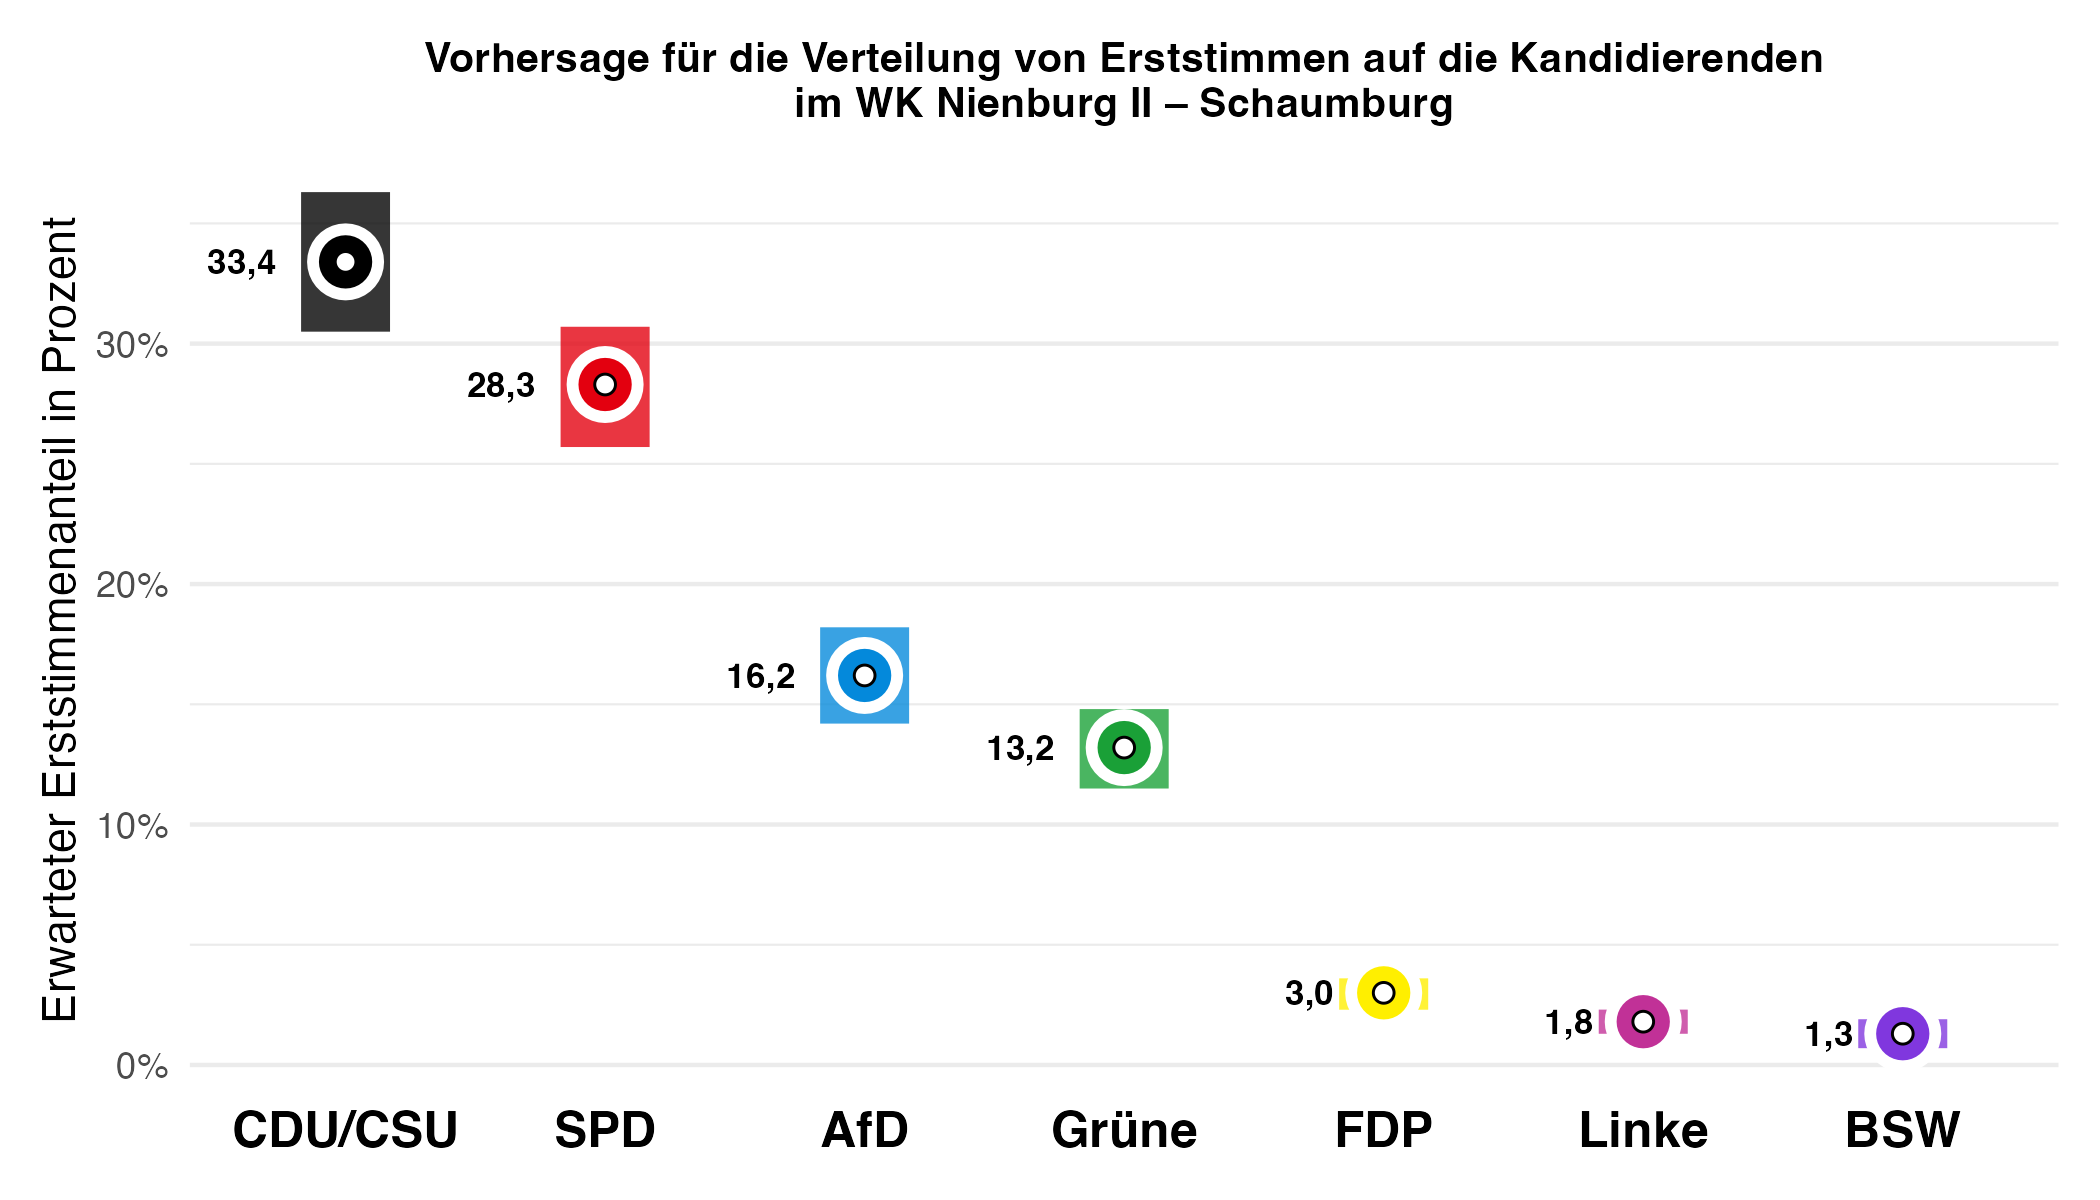 Vorhersage für die Verteilung von Erststimmen auf die Kandidierenden
im WK Nienburg II – Schaumburg
Erwarteter Erststimmenanteil in Prozent
33,4
30%
28,3
20%
16,2
13,2
10%
3,0
1,8
1,3
0%
CDU/CSU SPD AfD Grüne FDP Linke BSW